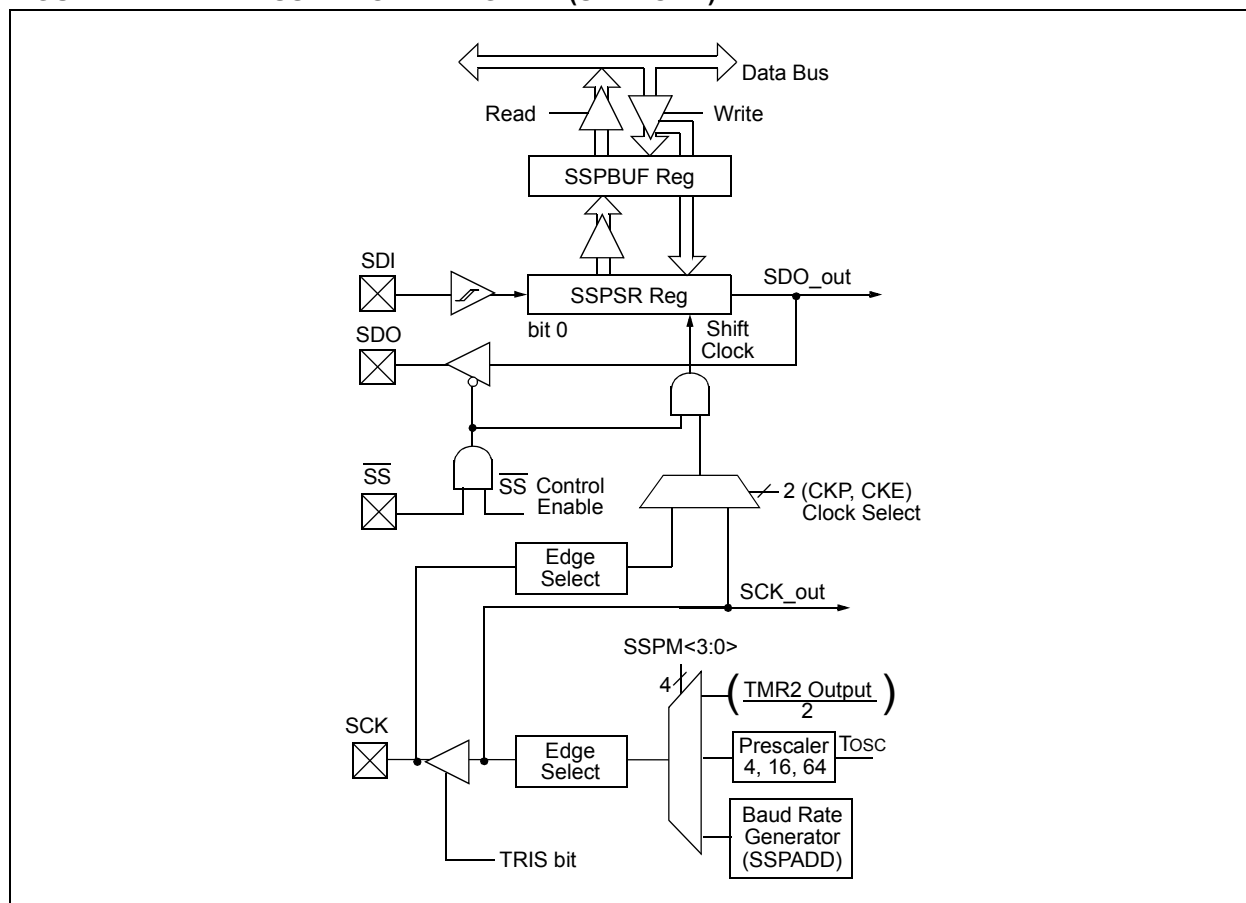 Data Bus
Read
Write
SSPBUF Reg
SDI
SDO_out
SSPSR Reg
bit 0
Shift
Clock
SDO
SS
SS Control
Enable
2 (CKP, CKE)
Clock Select
Edge
Select
SCK_out
SSPM<3:0>
4
(TMR2 Output)
2
SCK
Edge
Select
Prescaler
4, 16, 64
TOSC
Baud Rate
Generator
(SSPADD)
TRIS bit